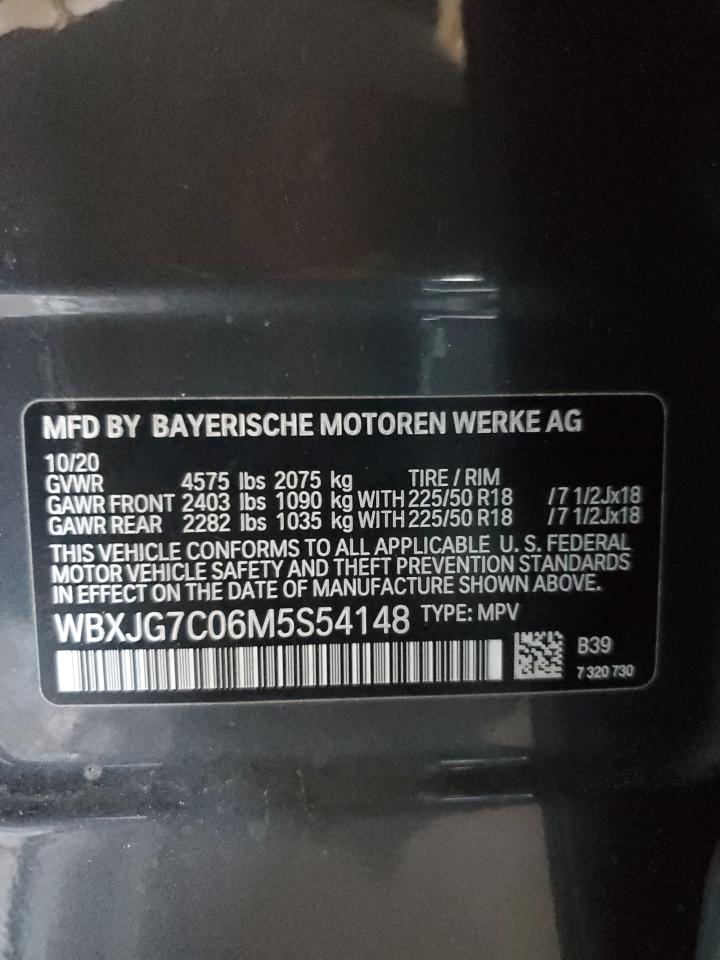 MFD BY BAYERISCHE MOTOREN WERKE AG
10/20
GVWR 4575 lbs 2075 kg TIRE / RIM
GAWR FRONT 2403 lbs 1090 kg WITH 225/50 R18 /7 1/2Jx18
GAWR REAR 2282 lbs 1035 kg WITH 225/50 R18 /7 1/2Jx18
THIS VEHICLE CONFORMS TO ALL APPLICABLE U. S. FEDERAL
MOTOR VEHICLE SAFETY AND THEFT PREVENTION STANDARDS
IN EFFECT ON THE DATE OF MANUFACTURE SHOWN ABOVE.
WBXJG7C06M5S54148 TYPE: MPV
B39
7 320 730